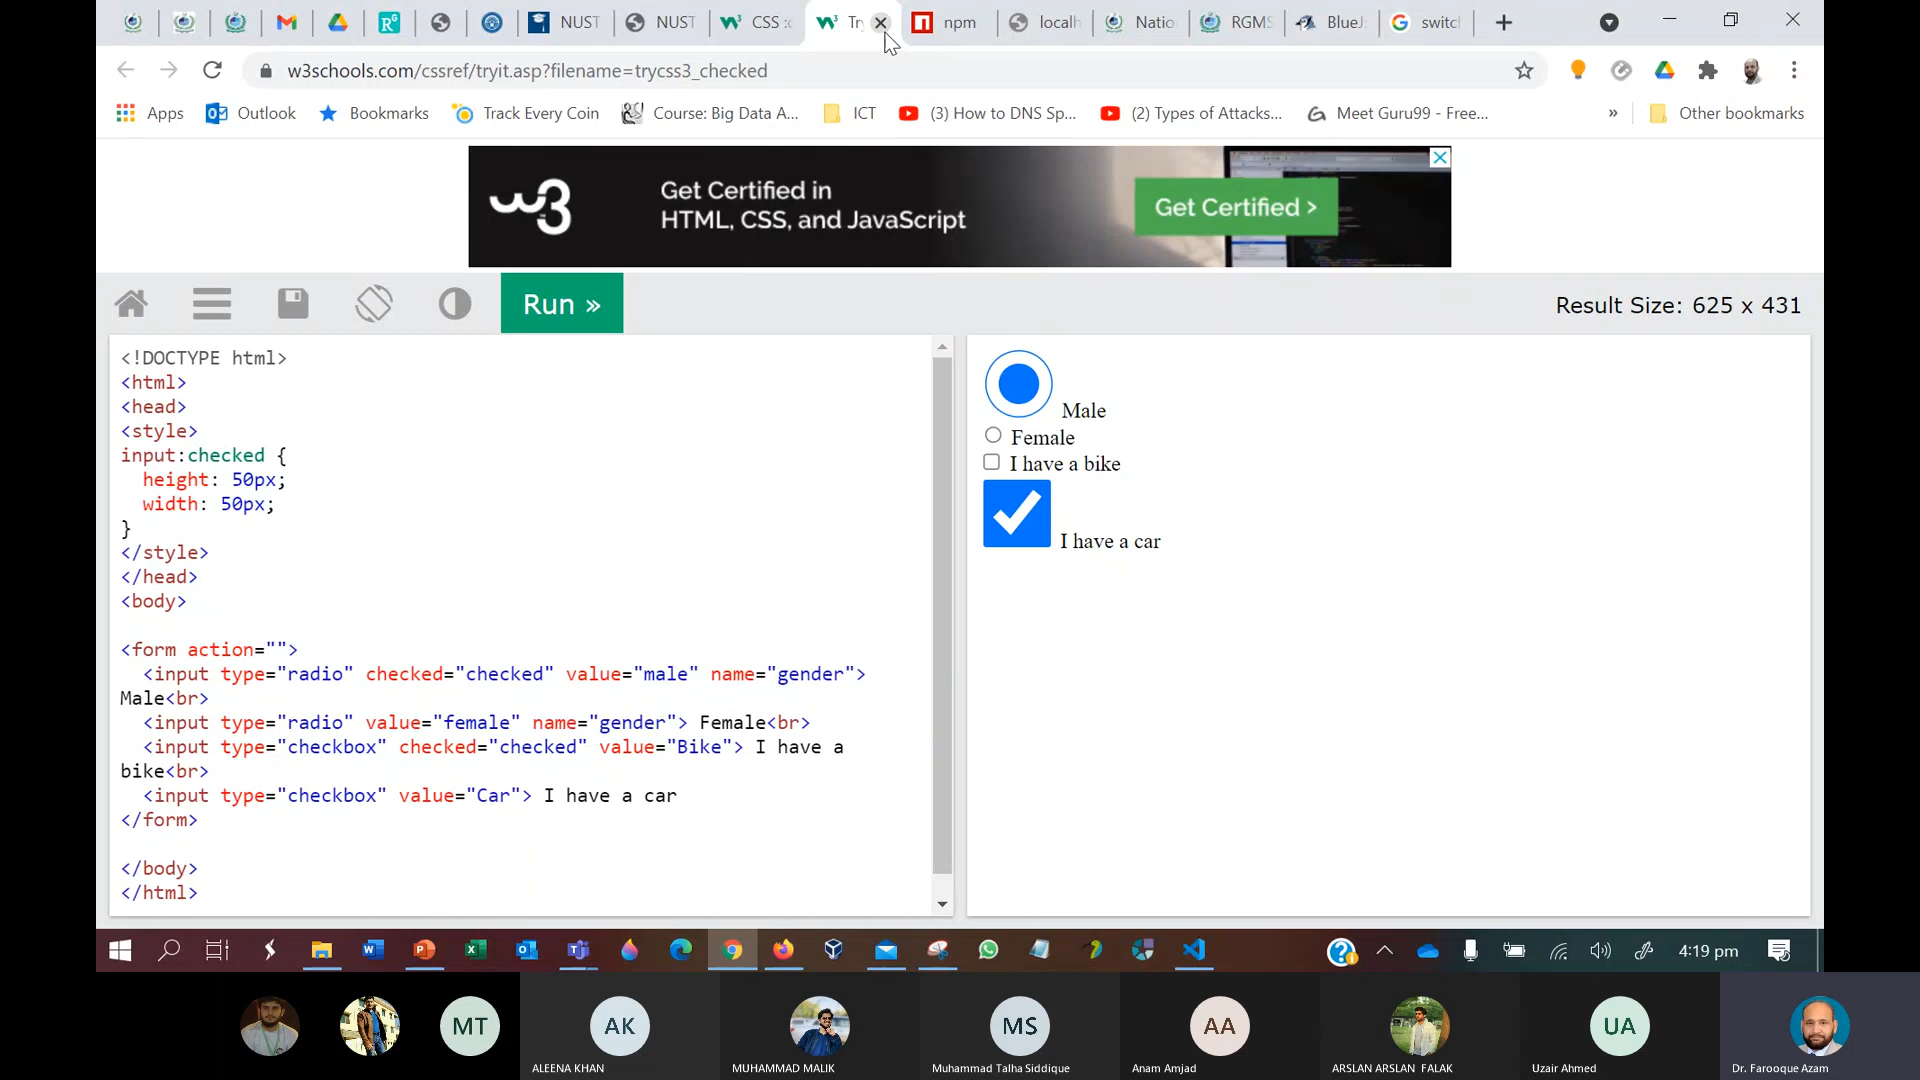 NUST
NUST
CSS :c
Try
npm
localh
Natio
RGMS
BlueJ:
switch
w3schools.com/cssref/tryit.asp?filename=trycss3_checked
Apps
Outlook
Bookmarks
Track Every Coin
Course: Big Data A...
ICT
(3) How to DNS Sp...
(2) Types of Attacks...
Meet Guru99 - Free...
»
Other bookmarks
w3
Get Certified in
HTML, CSS, and JavaScript
Get Certified >
Run »
Result Size: 625 x 431
<!DOCTYPE html>
<html>
<head>
<style>
input:checked {
height: 50px;
width: 50px;
}
</style>
</head>
<body>
<form action="">
<input type="radio" checked="checked" value="male" name="gender">
Male<br>
<input type="radio" value="female" name="gender"> Female<br>
<input type="checkbox" checked="checked" value="Bike"> I have a
bike<br>
<input type="checkbox" value="Car"> I have a car
</form>
</body>
</html>
Male
Female
I have a bike
I have a car
4:19 pm
MT
AK
ALEENA KHAN
MUHAMMAD MALIK
MS
Muhammad Talha Siddique
AA
Anam Amjad
ARSLAN ARSLAN FALAK
UA
Uzair Ahmed
Dr. Farooque Azam